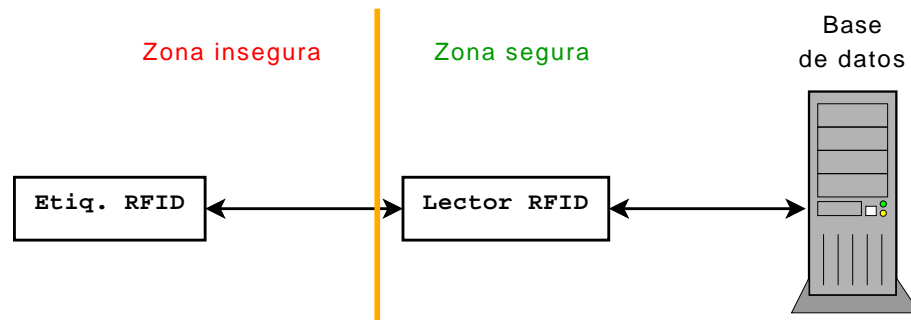 Zona insegura
Zona segura
Base
de datos
Etiq. RFID
Lector RFID